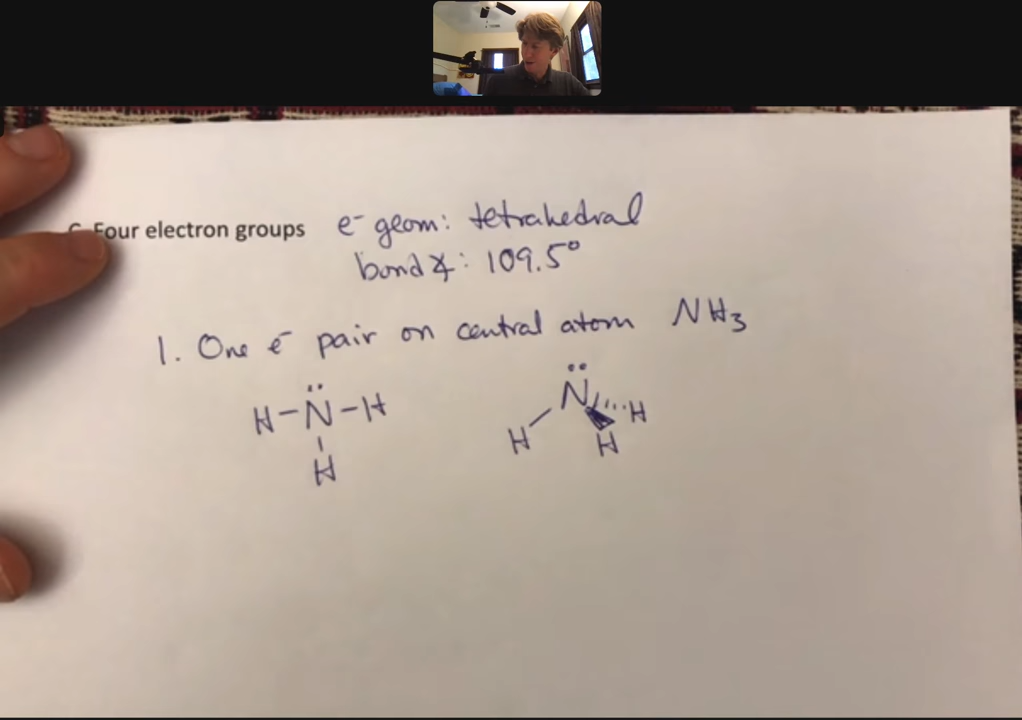 C. Four electron groups e⁻ geom: tetrahedral
bond ∡: 109.5°
1. One e⁻ pair on central atom NH₃
H–N̈–H
|
H
N̈
H H
H